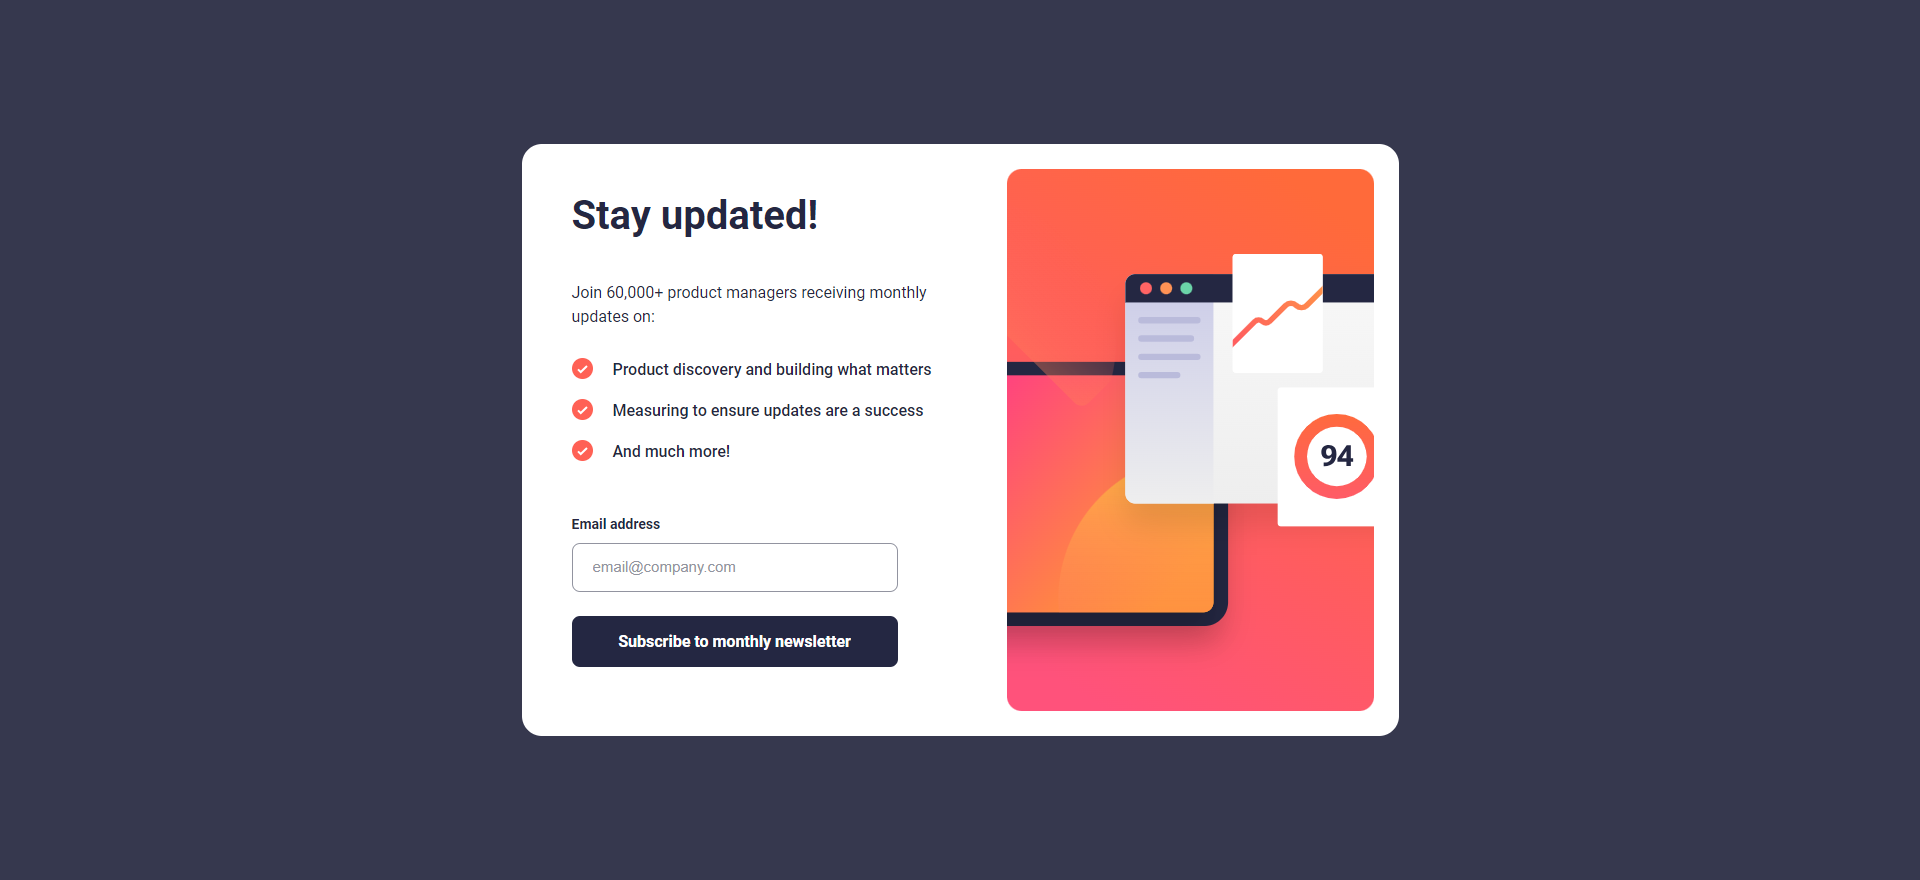 Stay updated!
Join 60,000+ product managers receiving monthly
updates on:
Product discovery and building what matters
Measuring to ensure updates are a success
And much more!
Email address
email@company.com
Subscribe to monthly newsletter
94